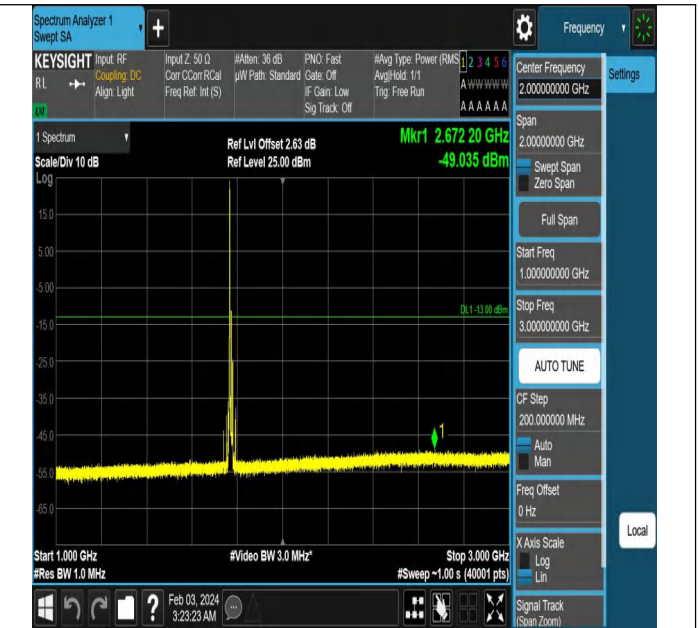 Spectrum Analyzer 1
Swept SA
+
Frequency
KEYSIGHT
RL
LXI
Input: RF
Coupling: DC
Align: Light
Input Z: 50 Ω
Corr CCorr RCal
Freq Ref: Int (S)
#Atten: 36 dB
µW Path: Standard
PNO: Fast
Gate: Off
IF Gain: Low
Sig Track: Off
#Avg Type: Power (RMS
Avg|Hold: 1/1
Trig: Free Run
1 2 3 4 5 6
A W W W W W
A A A A A A
Center Frequency
2.000000000 GHz
Settings
1 Spectrum
Scale/Div 10 dB
Log
Ref Lvl Offset 2.63 dB
Ref Level 25.00 dBm
Mkr1 2.672 20 GHz
-49.035 dBm
Span
2.00000000 GHz
Swept Span
Zero Span
Full Span
Start Freq
1.000000000 GHz
Stop Freq
3.000000000 GHz
AUTO TUNE
CF Step
200.000000 MHz
Auto
Man
Freq Offset
0 Hz
X Axis Scale
Log
Lin
Signal Track
(Span Zoom)
Local
15.0
5.00
-5.00
-15.0
-25.0
-35.0
-45.0
-55.0
-65.0
DL1 -13.00 dBm
1
Start 1.000 GHz
#Res BW 1.0 MHz
#Video BW 3.0 MHz*
Stop 3.000 GHz
#Sweep ~1.00 s (40001 pts)
?
Feb 03, 2024
3:23:23 AM